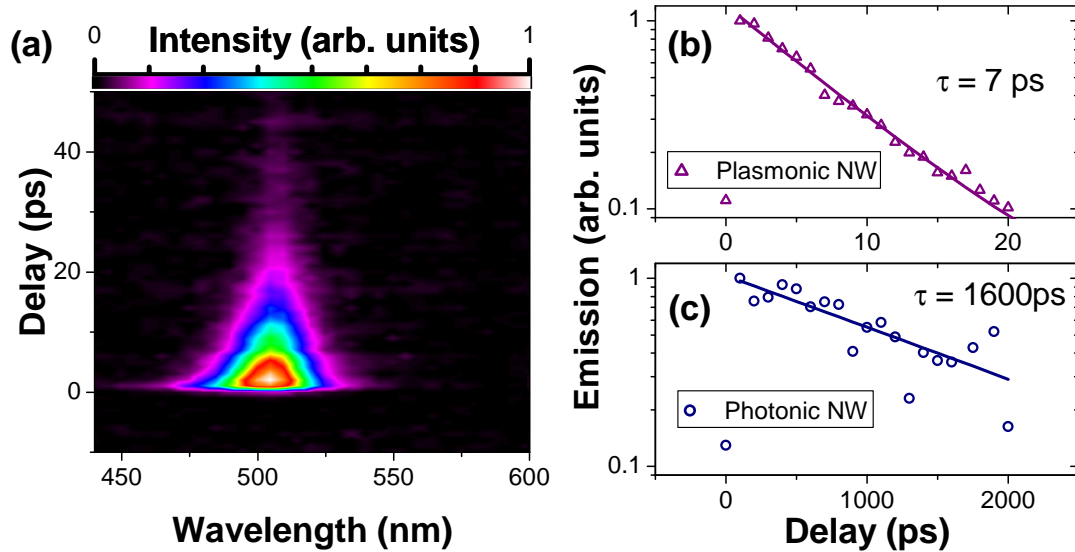 (a)
0 Intensity (arb. units) 1
Delay (ps)
40
20
0
450 500 550 600
Wavelength (nm)
Emission (arb. units)
(b)
1
τ = 7 ps
Plasmonic NW
0.1
0 10 20
(c)
1
τ = 1600ps
Photonic NW
0.1
0 1000 2000
Delay (ps)